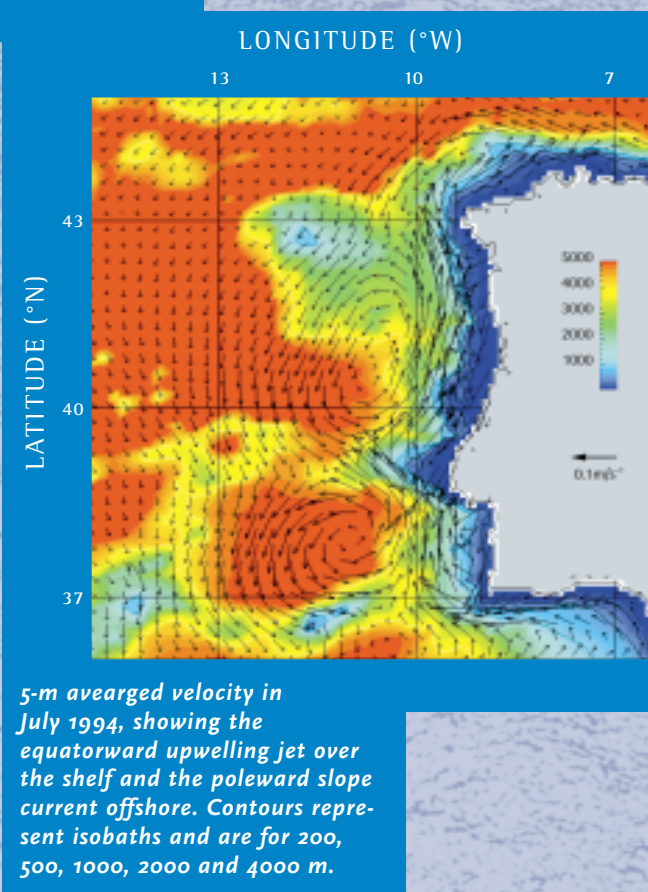 LONGITUDE (°W)
13 10 7
43
LATITUDE (°N)
40
37
5000
4000
3000
2000
1000
0.1m/s⁻¹
5-m avearged velocity in
July 1994, showing the
equatorward upwelling jet over
the shelf and the poleward slope
current offshore. Contours repre-
sent isobaths and are for 200,
500, 1000, 2000 and 4000 m.